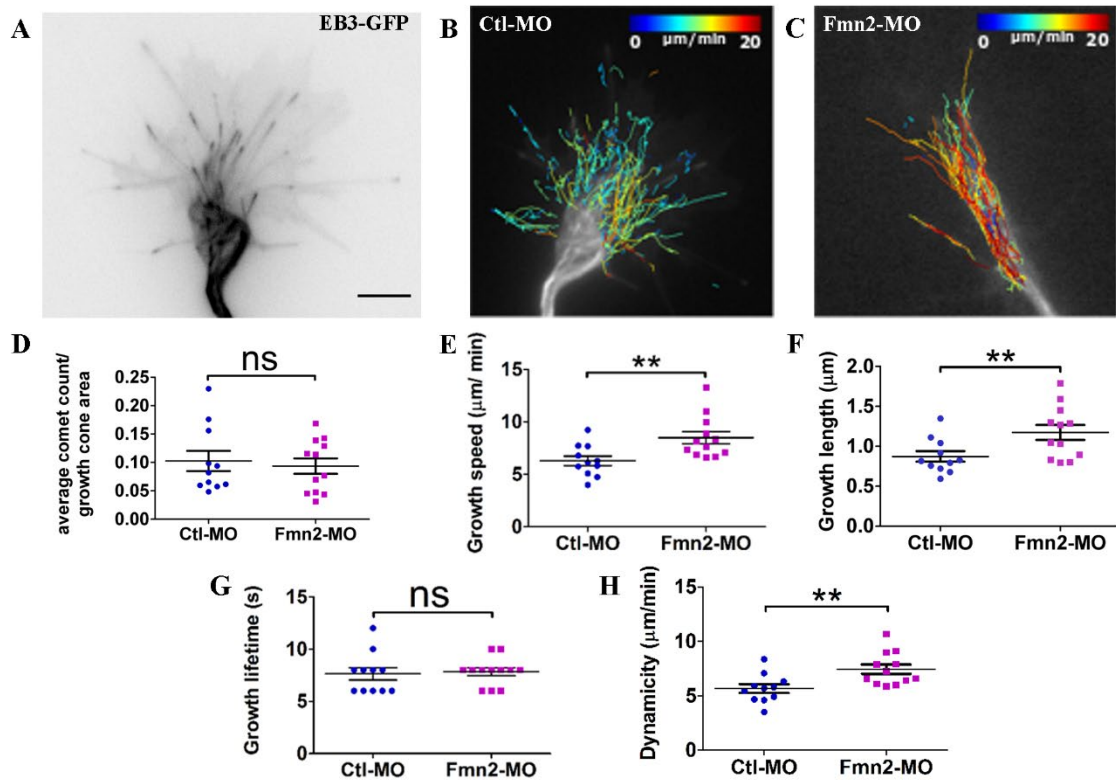 A EB3-GFP
B Ctl-MO 0 µm/min 20
C Fmn2-MO 0 µm/min 20
D
average comet count/
growth cone area
0.25
0.20
0.15
0.10
0.05
0.00
ns
Ctl-MO Fmn2-MO
E
Growth speed (µm/ min)
15
10
5
0
**
Ctl-MO Fmn2-MO
F
Growth length (µm)
2.0
1.5
1.0
0.5
0.0
**
Ctl-MO Fmn2-MO
G
Growth lifetime (s)
15
10
5
0
ns
Ctl-MO Fmn2-MO
H
Dynamicity (µm/min)
15
10
5
0
**
Ctl-MO Fmn2-MO